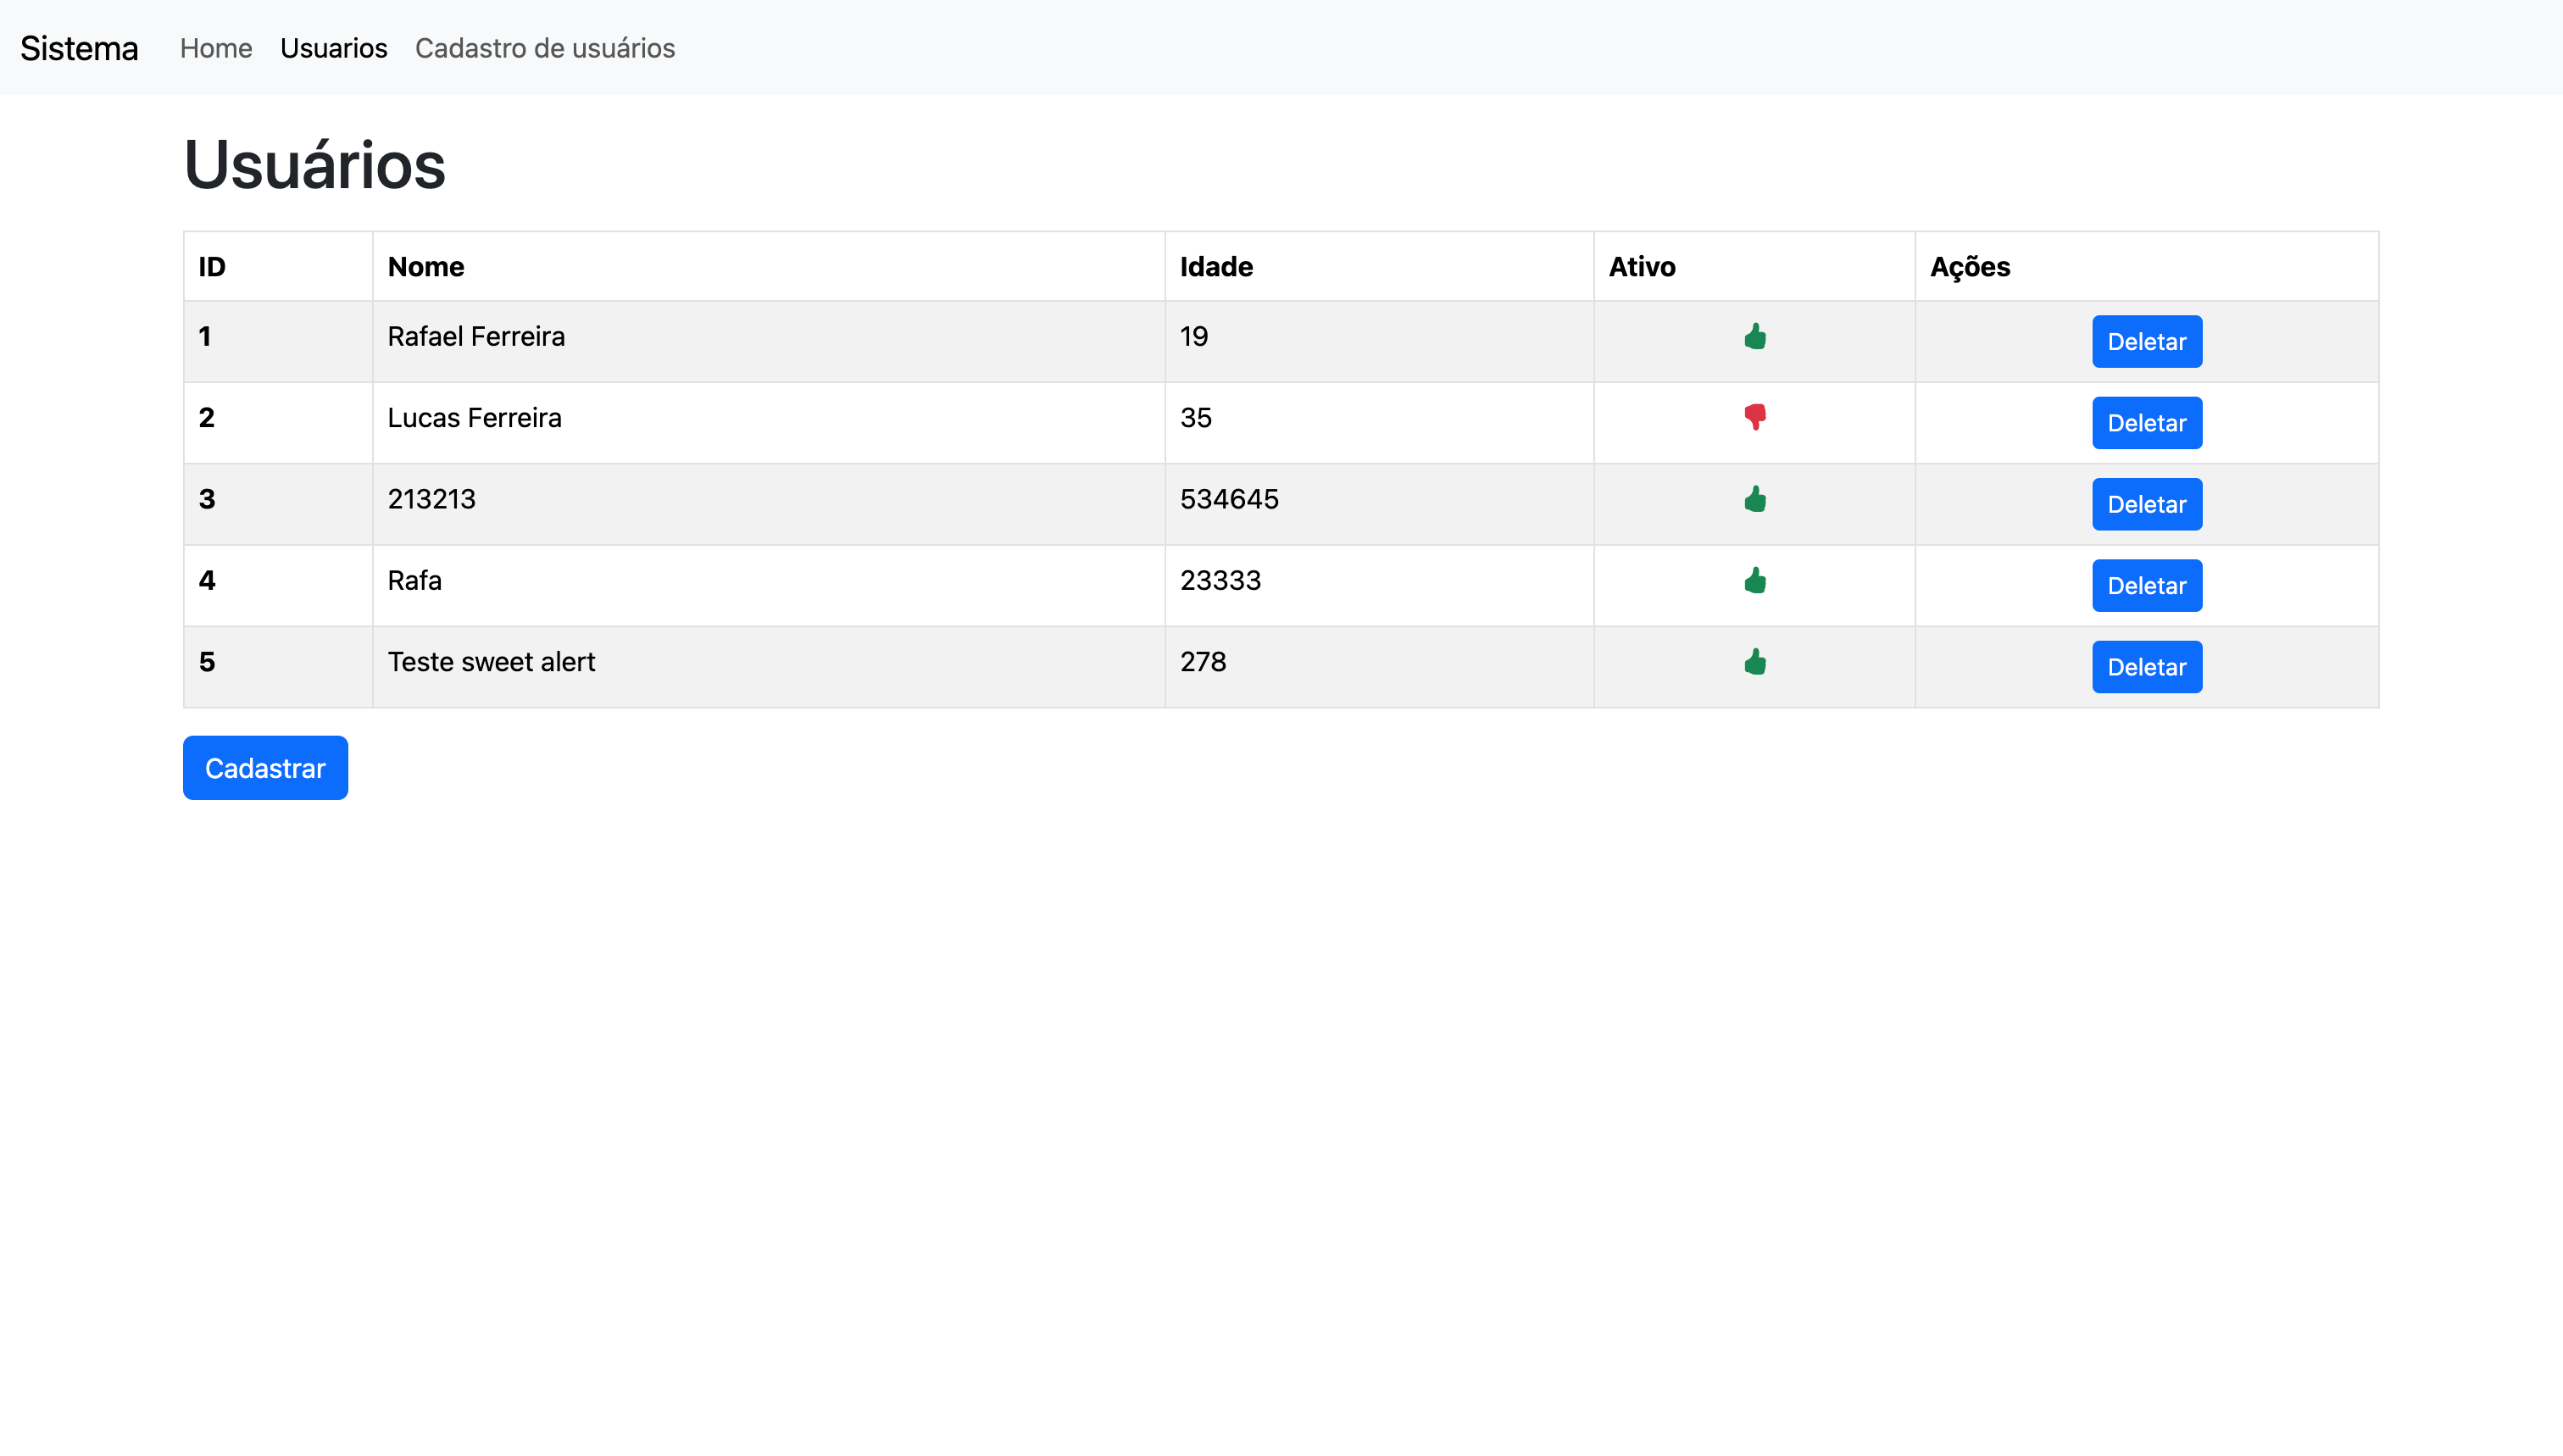 Sistema Home Usuarios Cadastro de usuários
Usuários
ID Nome Idade Ativo Ações
1 Rafael Ferreira 19 Deletar
2 Lucas Ferreira 35 Deletar
3 213213 534645 Deletar
4 Rafa 23333 Deletar
5 Teste sweet alert 278 Deletar
Cadastrar